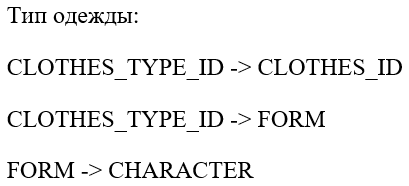 Тип одежды:
CLOTHES_TYPE_ID -> CLOTHES_ID
CLOTHES_TYPE_ID -> FORM
FORM -> CHARACTER